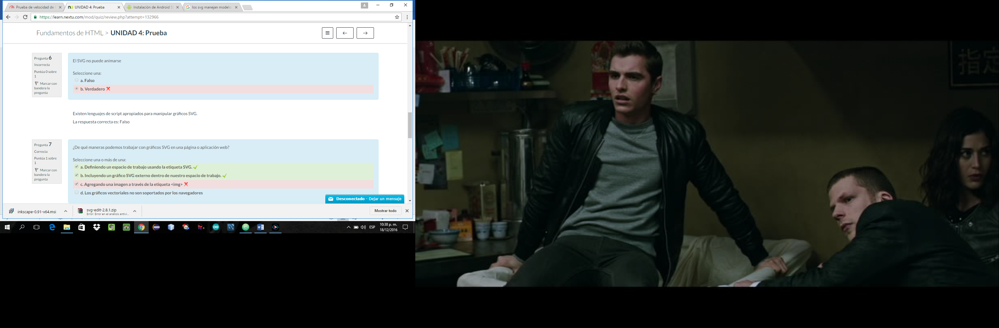 Prueba de velocidad de
UNIDAD 4: Prueba
Instalación de Android S
los svg manejan modelo
https://learn.nextu.com/mod/quiz/review.php?attempt=132966
Fundamentos de HTML > UNIDAD 4: Prueba
Pregunta 6
Incorrecta
Puntúa 0 sobre
1
Marcar con
bandera la
pregunta
El SVG no puede animarse
Seleccione una:
a. Falso
b. Verdadero
Existen lenguajes de script apropiados para manipular gráficos SVG.
La respuesta correcta es: Falso
Pregunta 7
Correcta
Puntúa 1 sobre
1
Marcar con
bandera la
pregunta
¿De qué maneras podemos trabajar con gráficos SVG en una página o aplicación web?
Seleccione una o más de una:
a. Definiendo un espacio de trabajo usando la etiqueta SVG.
b. Incluyendo un gráfico SVG externo dentro de nuestro espacio de trabajo.
c. Agregando una imagen a través de la etiqueta <img>
d. Los gráficos vectoriales no son soportados por los navegadores
Desconectado - Dejar un mensaje
inkscape-0.91-x64.msi
svg-edit-2.8.1.zip
Error: Error en el análisis antivi...
Mostrar todo
ESP
10:38 p. m.
18/12/2016
指定